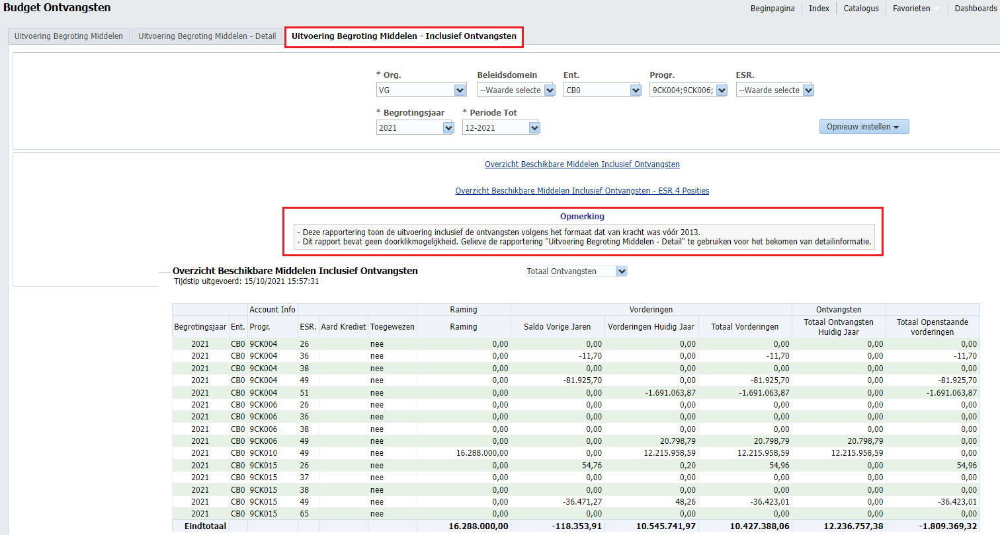 Budget Ontvangsten
Beginpagina Index Catalogus Favorieten Dashboards
Uitvoering Begroting Middelen Uitvoering Begroting Middelen - Detail Uitvoering Begroting Middelen - Inclusief Ontvangsten
* Org. Beleidsdomein Ent. Progr. ESR.
VG --Waarde selecte CB0 9CK004;9CK006; --Waarde selecte
* Begrotingsjaar * Periode Tot
2021 12-2021 Opnieuw instellen
Overzicht Beschikbare Middelen Inclusief Ontvangsten
Overzicht Beschikbare Middelen Inclusief Ontvangsten - ESR 4 Posities
Opmerking
- Deze rapportering toon de uitvoering inclusief de ontvangsten volgens het formaat dat van kracht was vóór 2013.
- Dit rapport bevat geen doorklikmogelijkheid. Gelieve de rapportering "Uitvoering Begroting Middelen - Detail" te gebruiken voor het bekomen van detailinformatie.
Overzicht Beschikbare Middelen Inclusief Ontvangsten Totaal Ontvangsten
Tijdstip uitgevoerd: 15/10/2021 15:57:31
Account Info Raming Vorderingen Ontvangsten
Begrotingsjaar Ent. Progr. ESR. Aard Krediet Toegewezen Raming Saldo Vorige Jaren Vorderingen Huidig Jaar Totaal Vorderingen Totaal Ontvangsten Huidig Jaar Totaal Openstaande vorderingen
2021 CB0 9CK004 26 nee 0,00 0,00 0,00 0,00 0,00 0,00
2021 CB0 9CK004 36 nee 0,00 -11,70 0,00 -11,70 0,00 -11,70
2021 CB0 9CK004 38 nee 0,00 0,00 0,00 0,00 0,00 0,00
2021 CB0 9CK004 49 nee 0,00 -81.925,70 0,00 -81.925,70 0,00 -81.925,70
2021 CB0 9CK004 51 nee 0,00 0,00 -1.691.063,87 -1.691.063,87 0,00 -1.691.063,87
2021 CB0 9CK006 26 nee 0,00 0,00 0,00 0,00 0,00 0,00
2021 CB0 9CK006 36 nee 0,00 0,00 0,00 0,00 0,00 0,00
2021 CB0 9CK006 38 nee 0,00 0,00 0,00 0,00 0,00 0,00
2021 CB0 9CK006 49 nee 0,00 0,00 20.798,79 20.798,79 20.798,79 0,00
2021 CB0 9CK010 49 nee 16.288.000,00 0,00 12.215.958,59 12.215.958,59 12.215.958,59 0,00
2021 CB0 9CK015 26 nee 0,00 54,76 0,20 54,96 0,00 54,96
2021 CB0 9CK015 37 nee 0,00 0,00 0,00 0,00 0,00 0,00
2021 CB0 9CK015 38 nee 0,00 0,00 0,00 0,00 0,00 0,00
2021 CB0 9CK015 49 nee 0,00 -36.471,27 48,26 -36.423,01 0,00 -36.423,01
2021 CB0 9CK015 65 nee 0,00 0,00 0,00 0,00 0,00 0,00
Eindtotaal 16.288.000,00 -118.353,91 10.545.741,97 10.427.388,06 12.236.757,38 -1.809.369,32